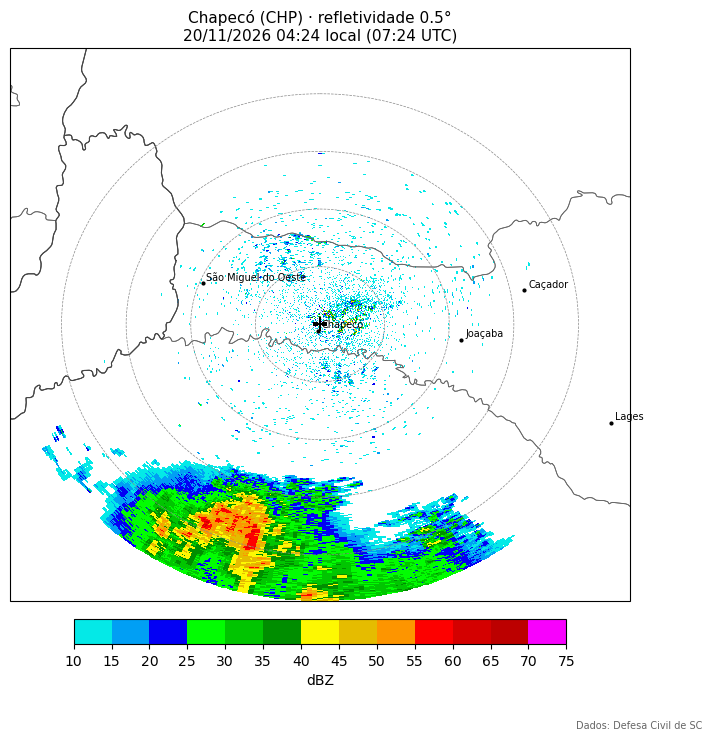 Chapecó (CHP) · refletividade 0.5°
20/11/2026 04:24 local (07:24 UTC)
São Miguel do Oeste
Caçador
Chapecó
Joaçaba
Lages
10 15 20 25 30 35 40 45 50 55 60 65 70 75
dBZ
Dados: Defesa Civil de SC